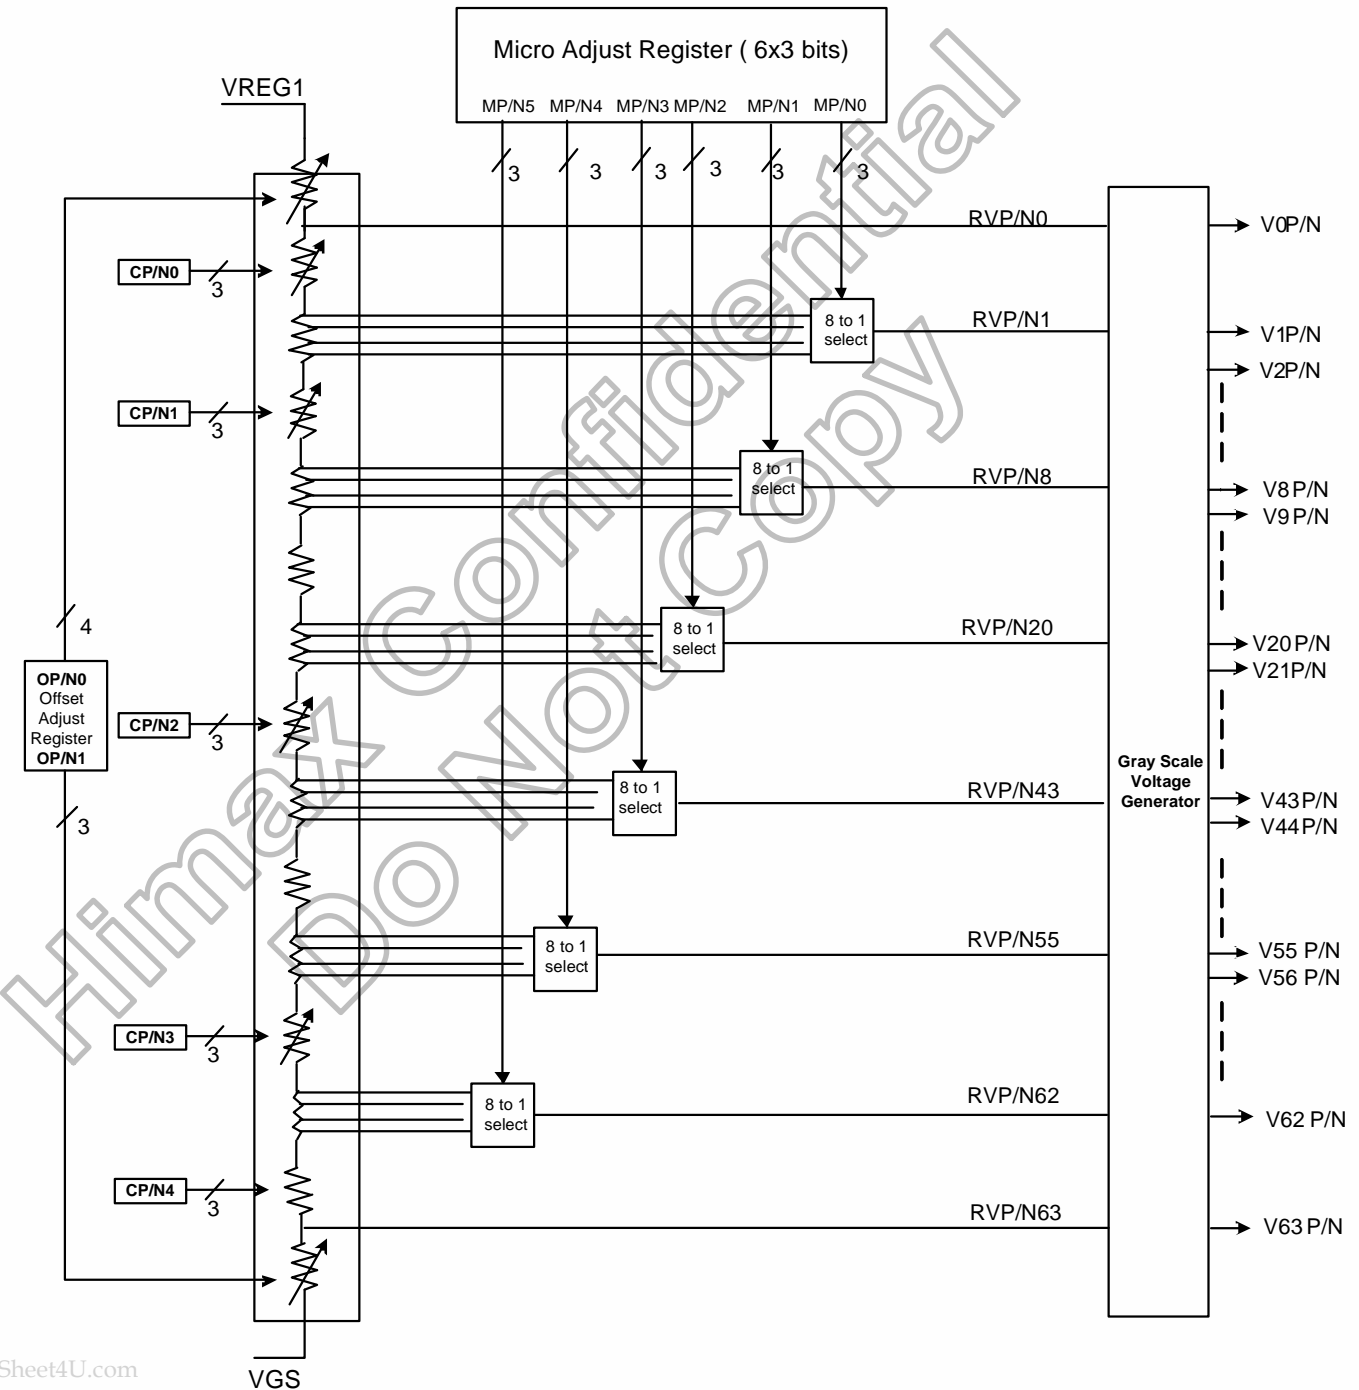 Micro Adjust Register ( 6x3 bits)
MP/N5 MP/N4 MP/N3 MP/N2 MP/N1 MP/N0
VREG1
3 3 3 3 3 3
RVP/N0
V0P/N
CP/N0
3
8 to 1
select
RVP/N1
V1P/N
V2P/N
CP/N1
3
8 to 1
select
RVP/N8
V8P/N
V9P/N
4
8 to 1
select
RVP/N20
V20P/N
V21P/N
OP/N0
Offset
Adjust
Register
OP/N1
CP/N2
3
Gray Scale
Voltage
Generator
8 to 1
select
RVP/N43
V43P/N
V44P/N
3
8 to 1
select
RVP/N55
V55 P/N
V56 P/N
CP/N3
3
8 to 1
select
RVP/N62
V62 P/N
CP/N4
3
RVP/N63
V63P/N
VGS
Himax Confidential
Do Not Copy
Sheet4U.com